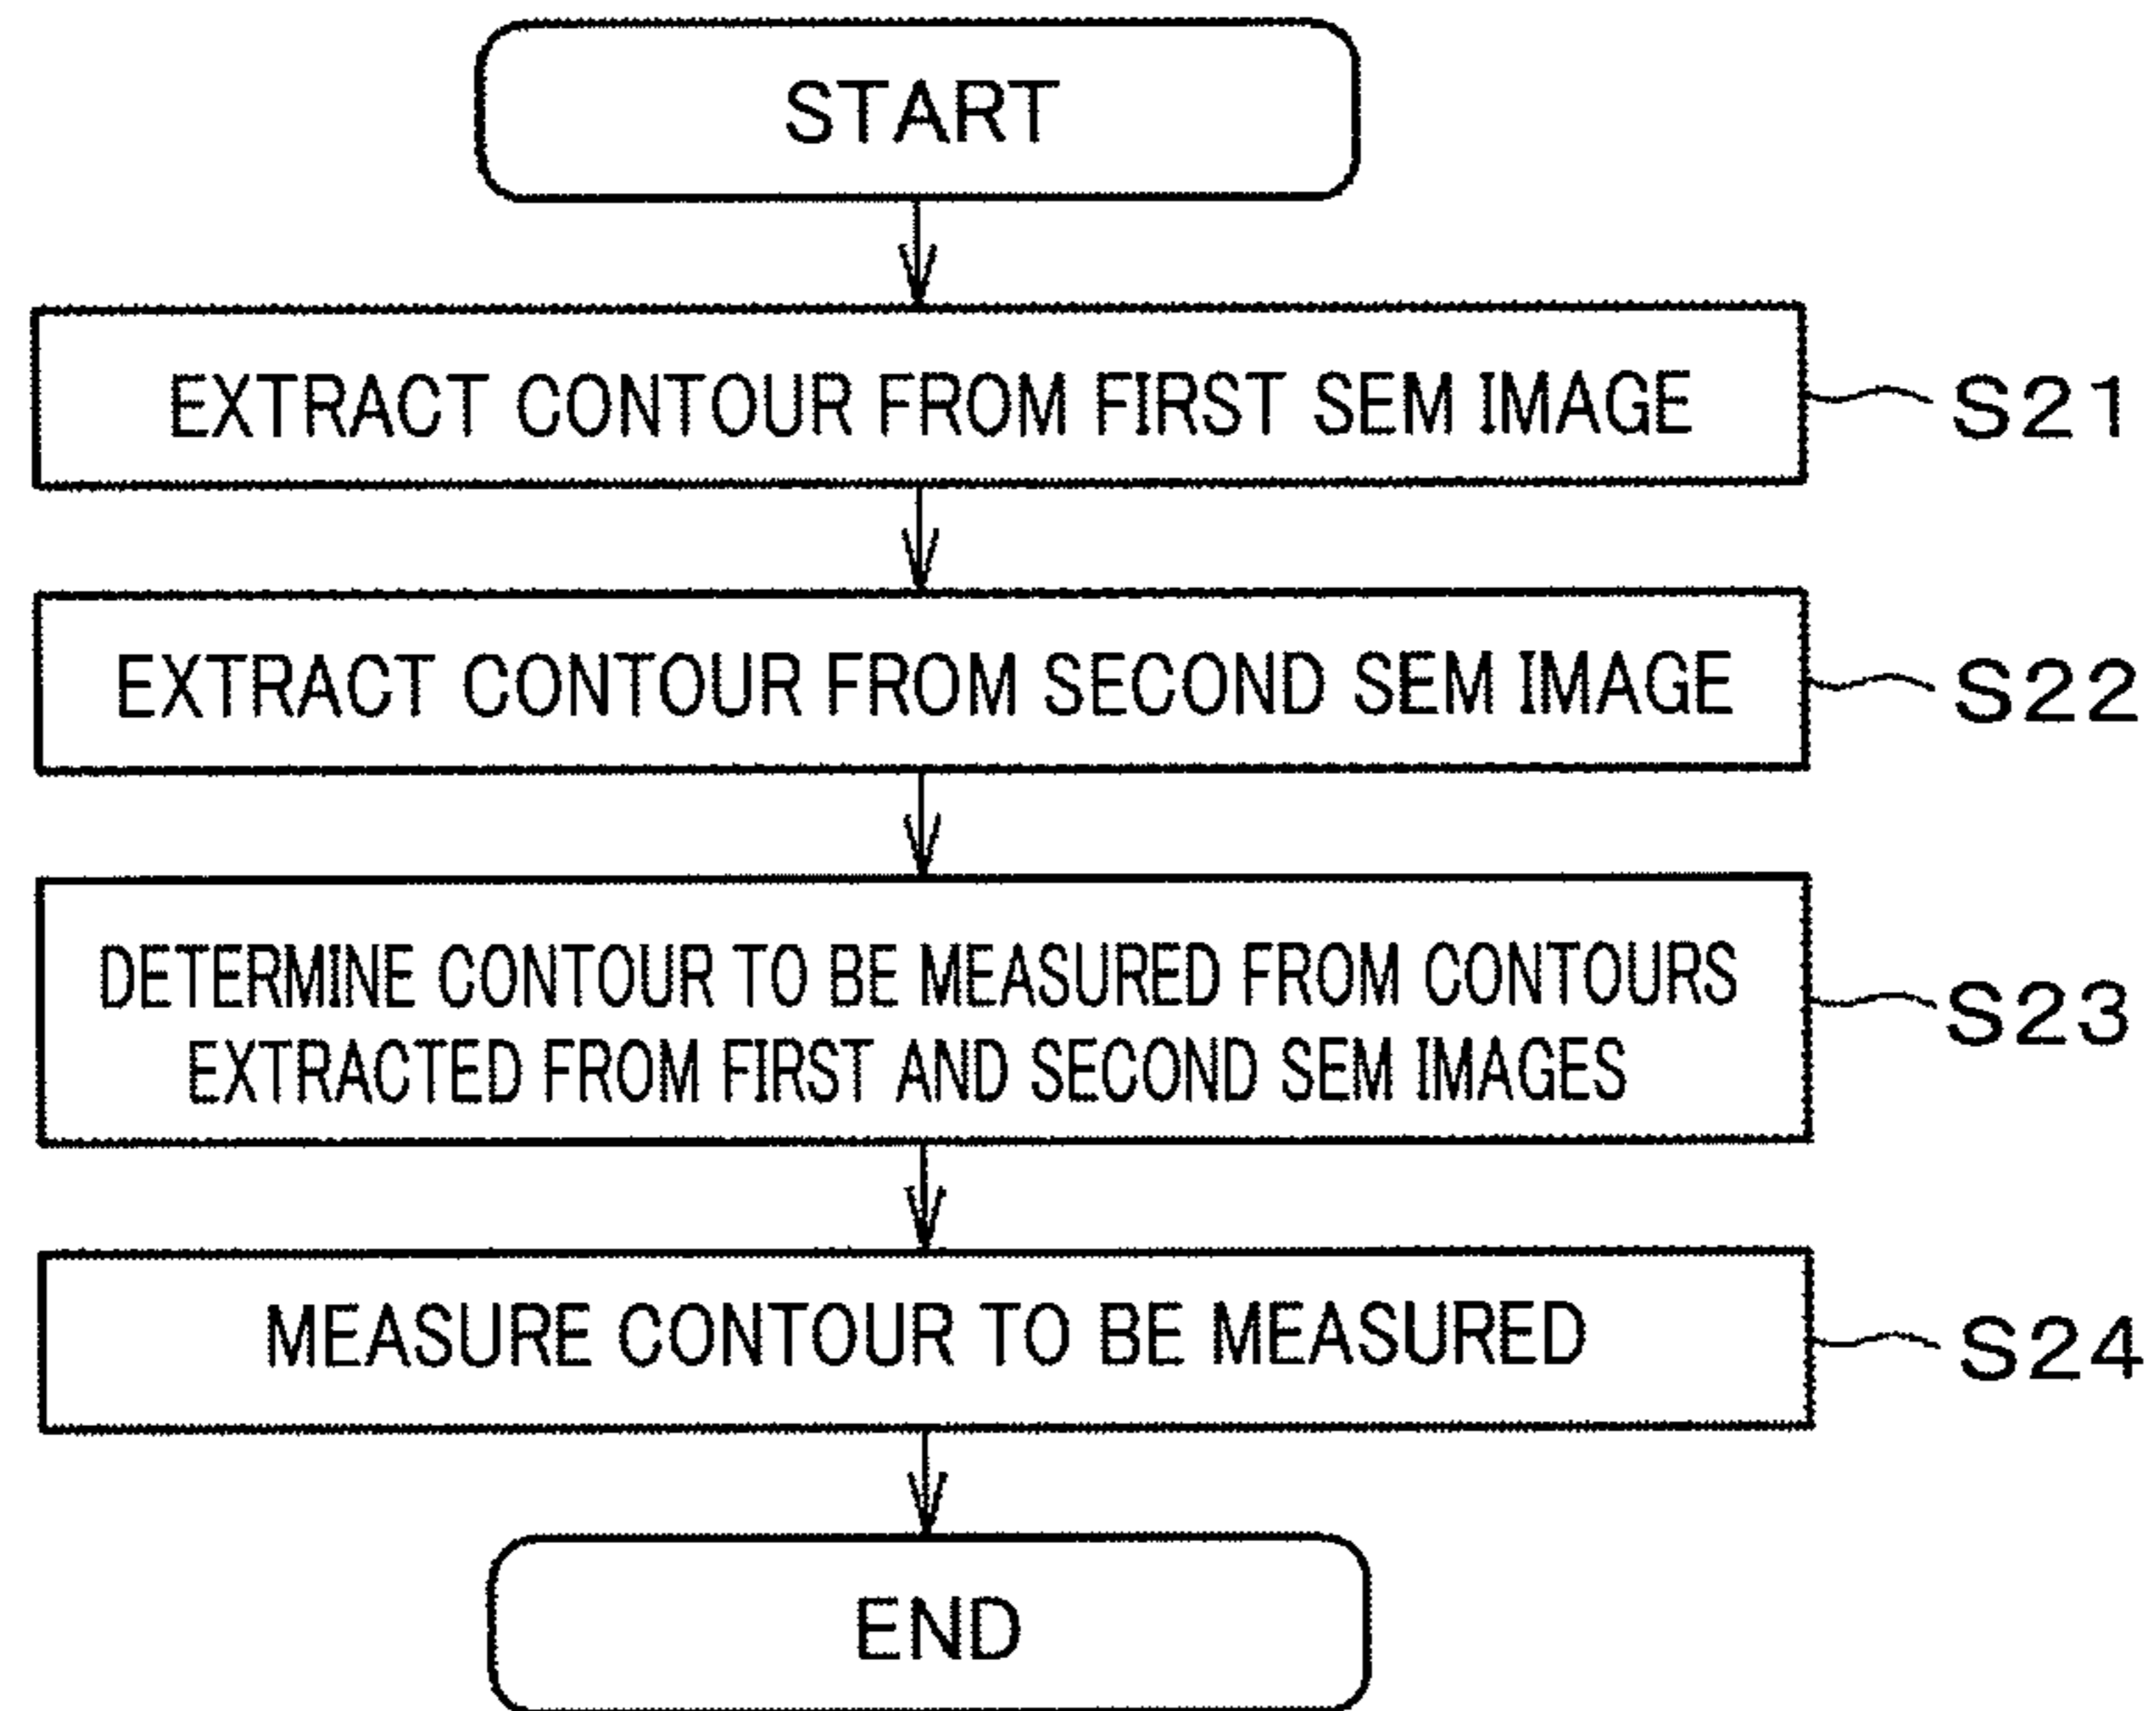 START
EXTRACT CONTOUR FROM FIRST SEM IMAGE
S21
EXTRACT CONTOUR FROM SECOND SEM IMAGE
S22
DETERMINE CONTOUR TO BE MEASURED FROM CONTOURS
EXTRACTED FROM FIRST AND SECOND SEM IMAGES
S23
MEASURE CONTOUR TO BE MEASURED
S24
END